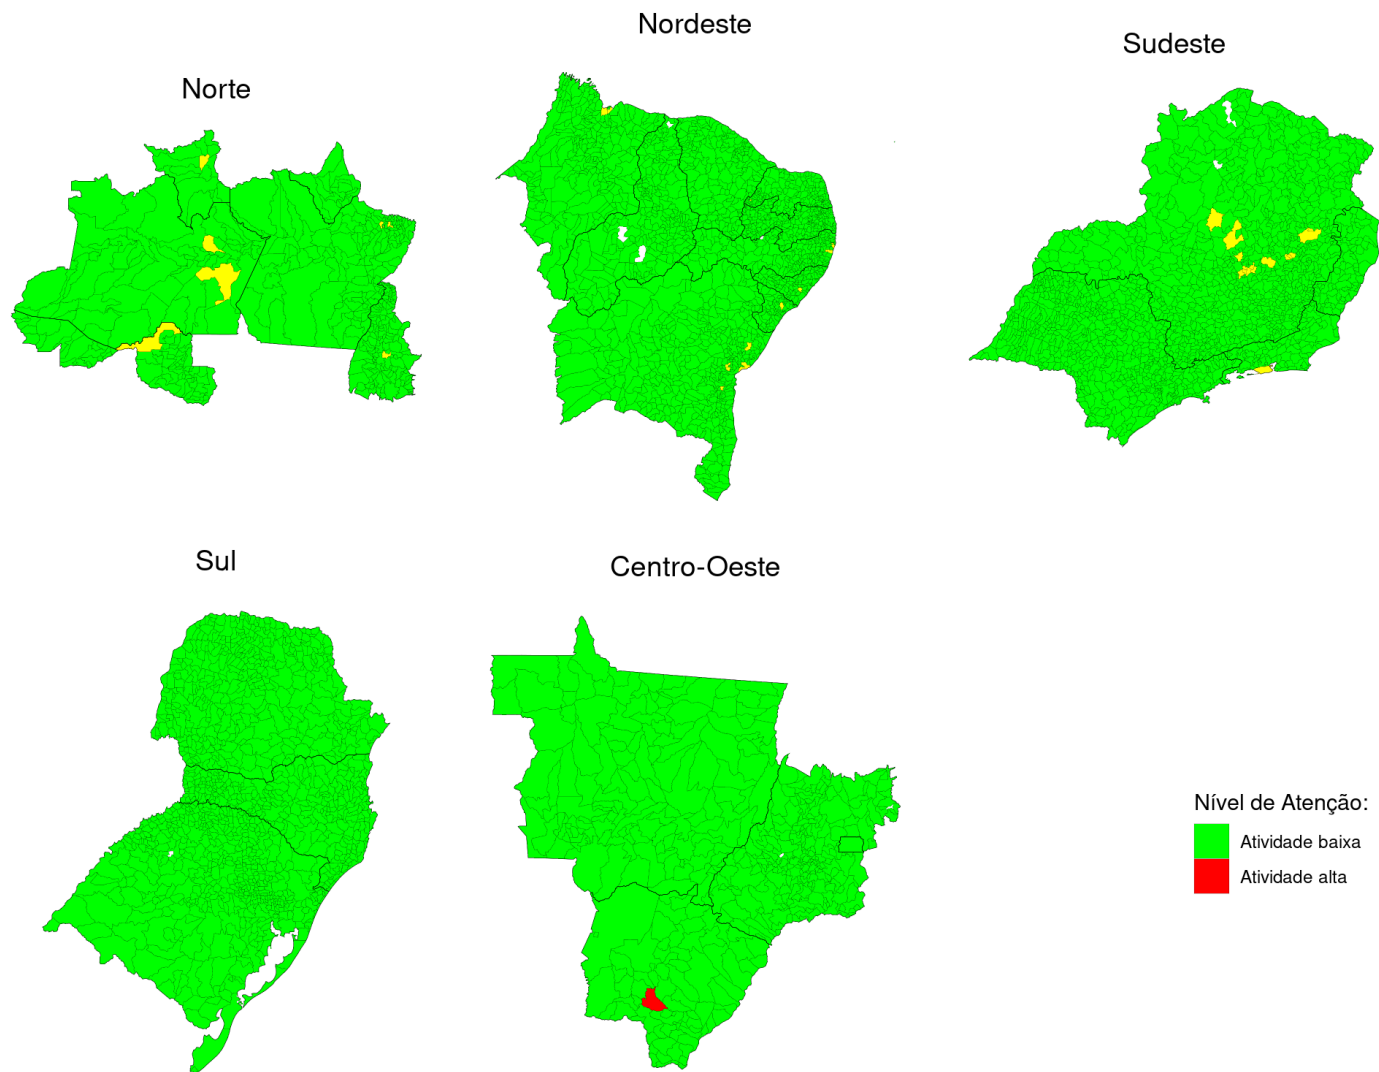 Nordeste
Sudeste
Norte
Sul
Centro-Oeste
Nível de Atenção:
Atividade baixa
Atividade alta